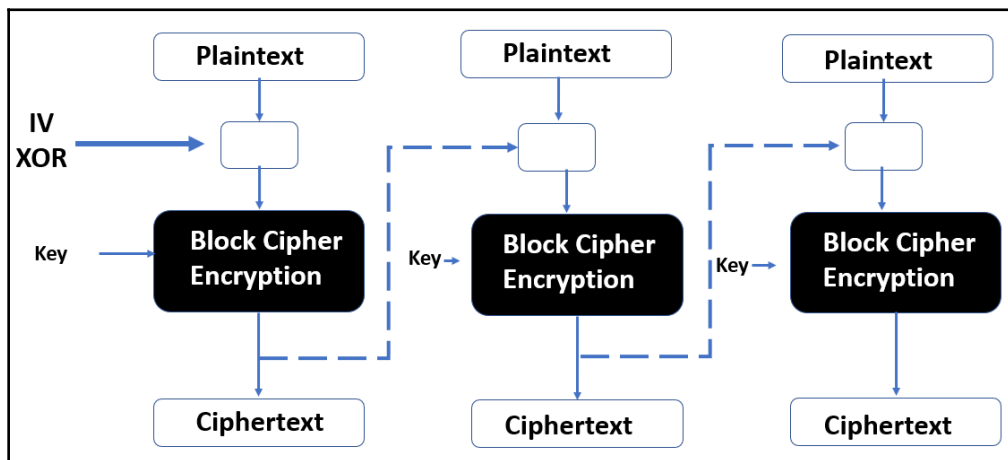 Plaintext
Plaintext
Plaintext
IV
XOR
Key
Block Cipher
Encryption
Key
Block Cipher
Encryption
Key
Block Cipher
Encryption
Ciphertext
Ciphertext
Ciphertext